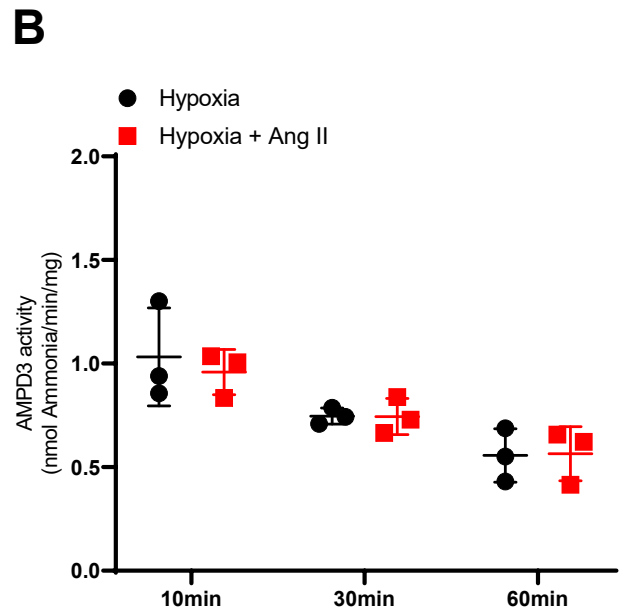 B
Hypoxia
Hypoxia + Ang II
AMPD3 activity
(nmol Ammonia/min/mg)
2.0
1.5
1.0
0.5
0.0
10min
30min
60min